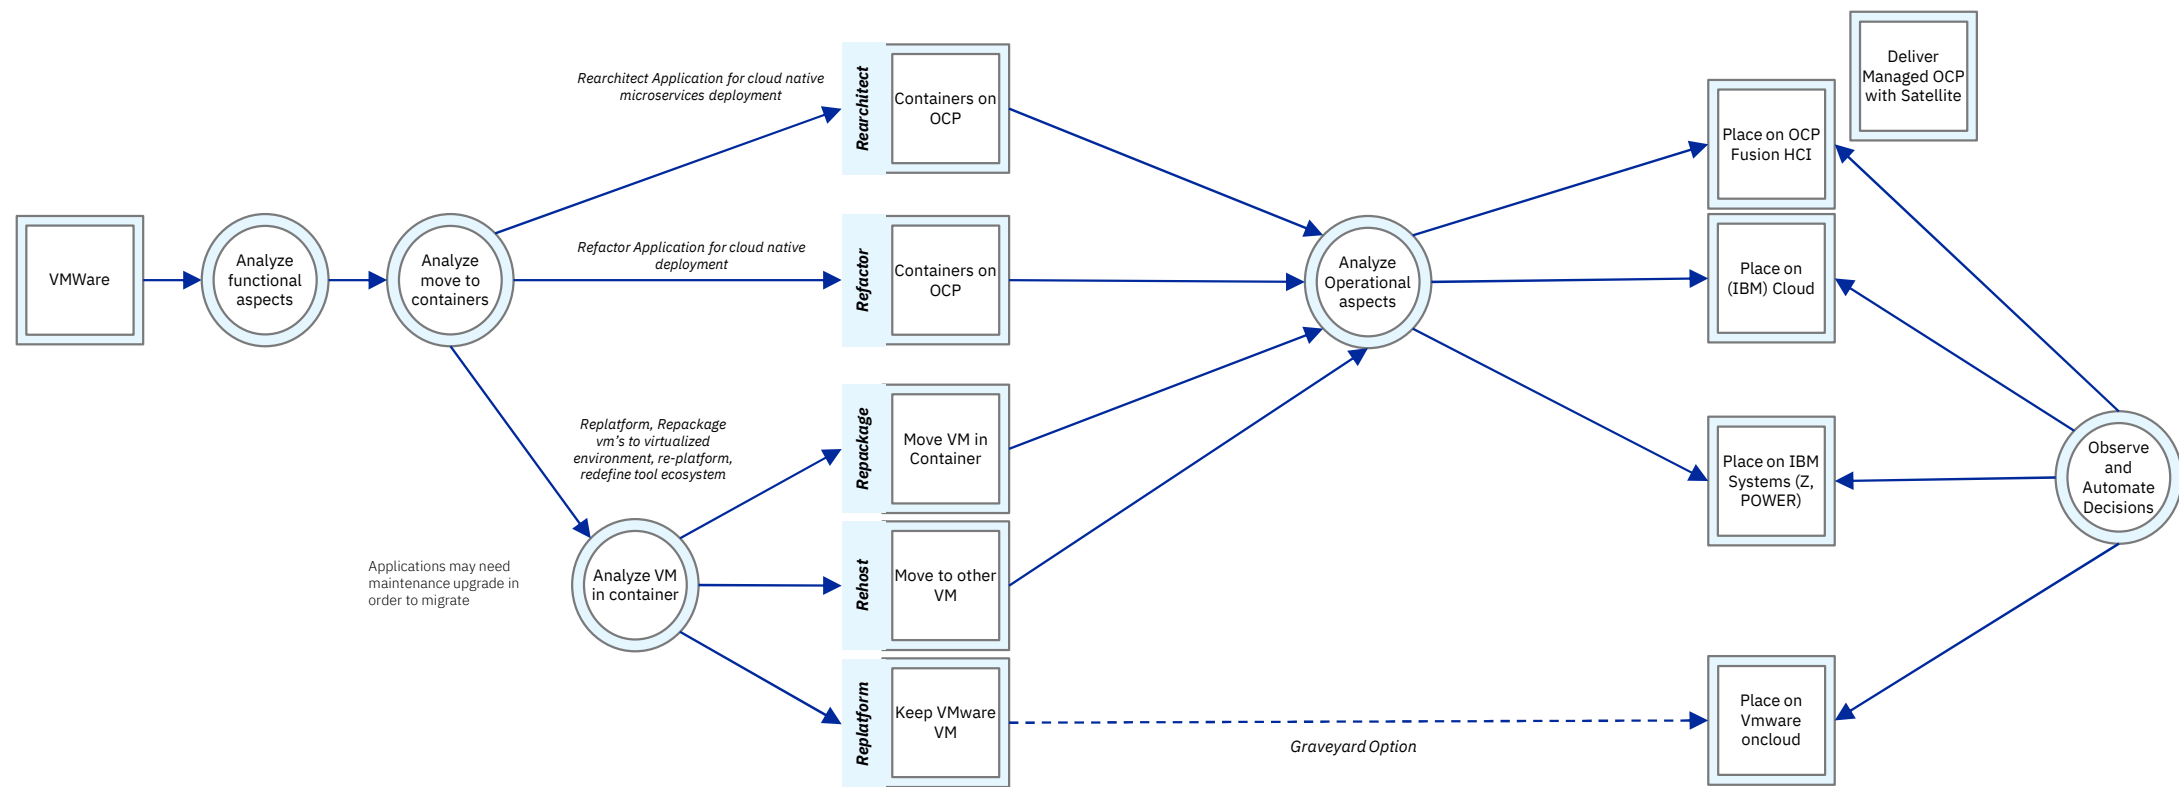 VMWare
Analyze
functional
aspects
Analyze
move to
containers
Rearchitect Application for cloud native
microservices deployment
Refactor Application for cloud native
deployment
Replatform, Repackage
vm's to virtualized
environment, re-platform,
redefine tool ecosystem
Applications may need
maintenance upgrade in
order to migrate
Analyze VM
in container
Rearchitect
Containers on
OCP
Refactor
Containers on
OCP
Repackage
Move VM in
Container
Rehost
Move to other
VM
Replatform
Keep VMware
VM
Analyze
Operational
aspects
Graveyard Option
Deliver
Managed OCP
with Satellite
Place on OCP
Fusion HCI
Place on
(IBM) Cloud
Place on IBM
Systems (Z,
POWER)
Place on
Vmware
oncloud
Observe
and
Automate
Decisions